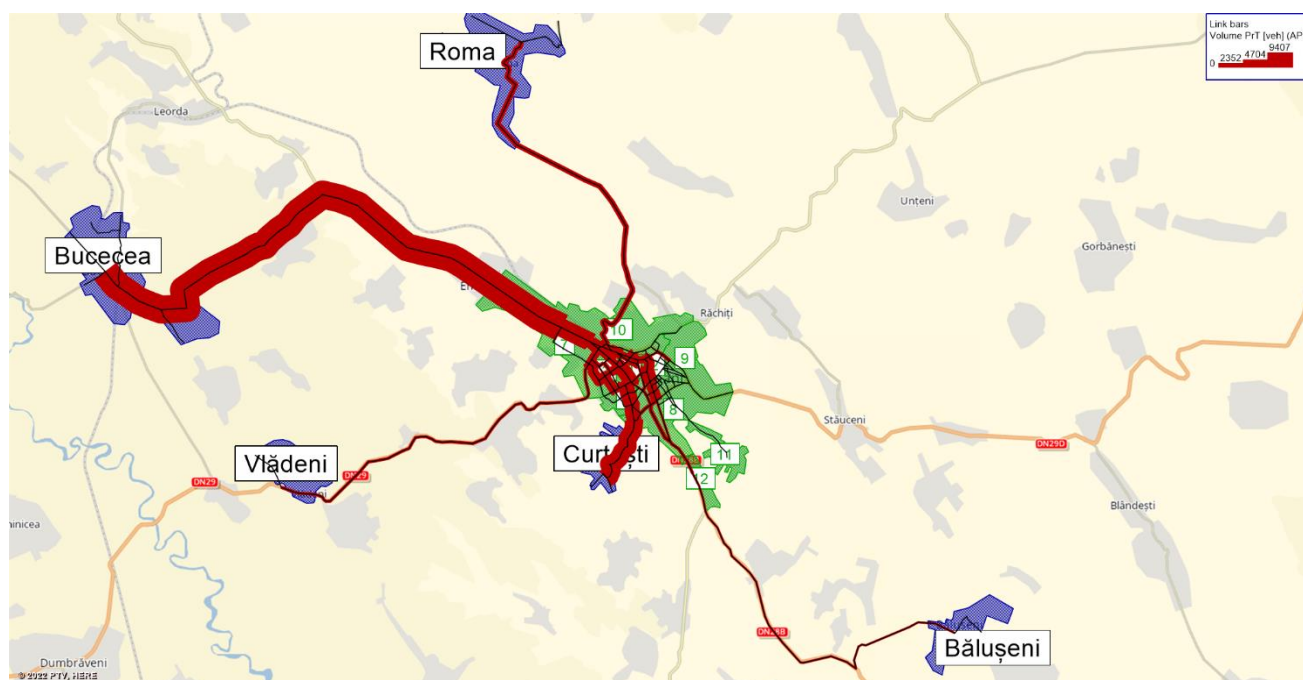 Link bars
Volume PrT [veh] (AP
0 2352 4704 9407
Roma
Leorda
Unțeni
Gorbănești
Bucecea
Răchiți
10
7
9
8
Stăuceni
DN29D
Curtești
Vlădeni
DN29
DN29
11
12
Blândești
DN29B
Bălușeni
Dumbrăveni
© 2022 PTV, HERE